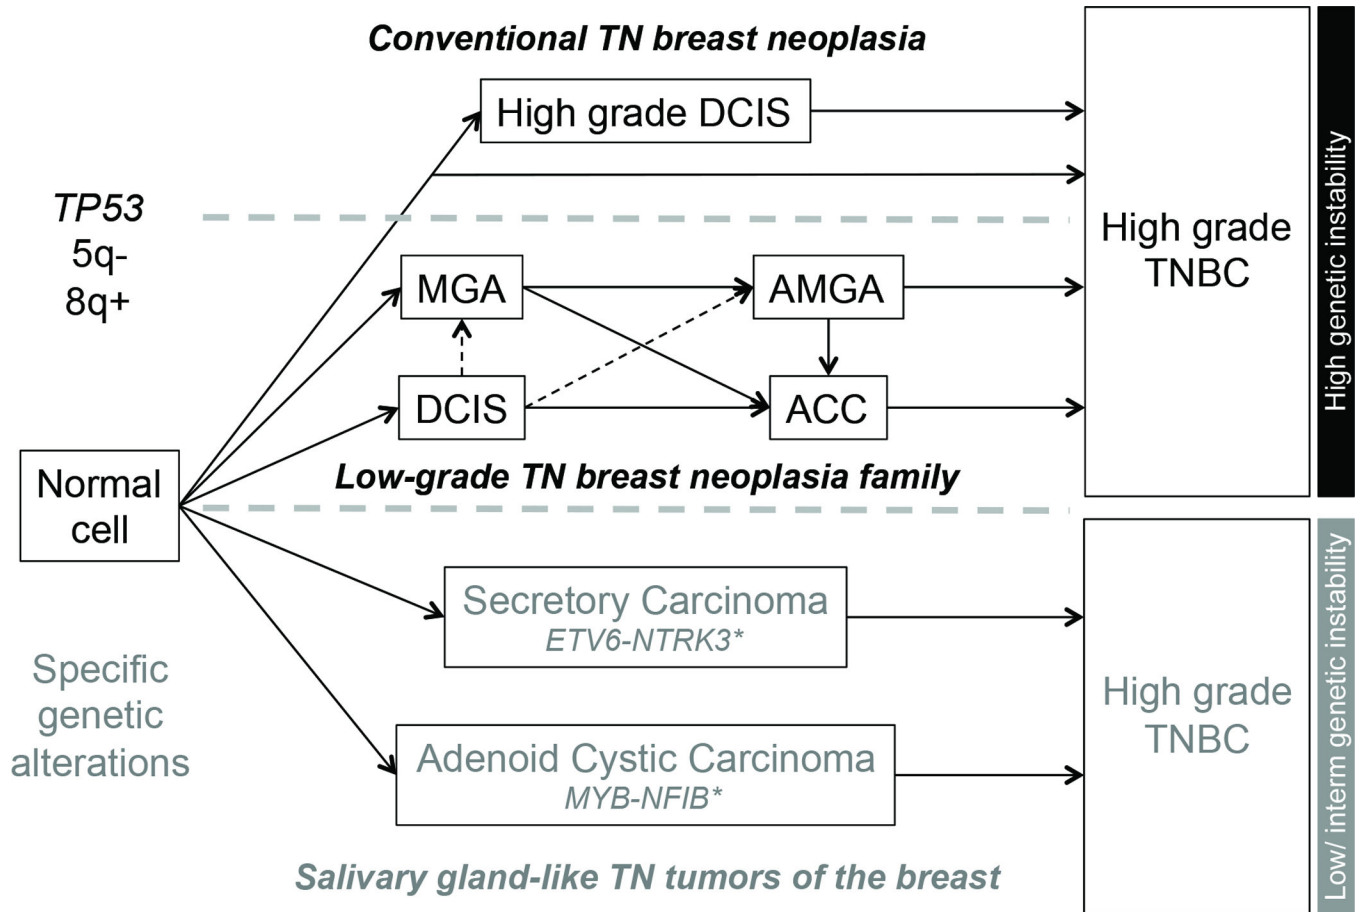 Conventional TN breast neoplasia
High grade DCIS
TP53
5q-
8q+
MGA
AMGA
DCIS
ACC
Low-grade TN breast neoplasia family
High grade
TNBC
High genetic instability
Normal
cell
Specific
genetic
alterations
Secretory Carcinoma
ETV6-NTRK3*
Adenoid Cystic Carcinoma
MYB-NFIB*
Salivary gland-like TN tumors of the breast
High grade
TNBC
Low/ interm genetic instability